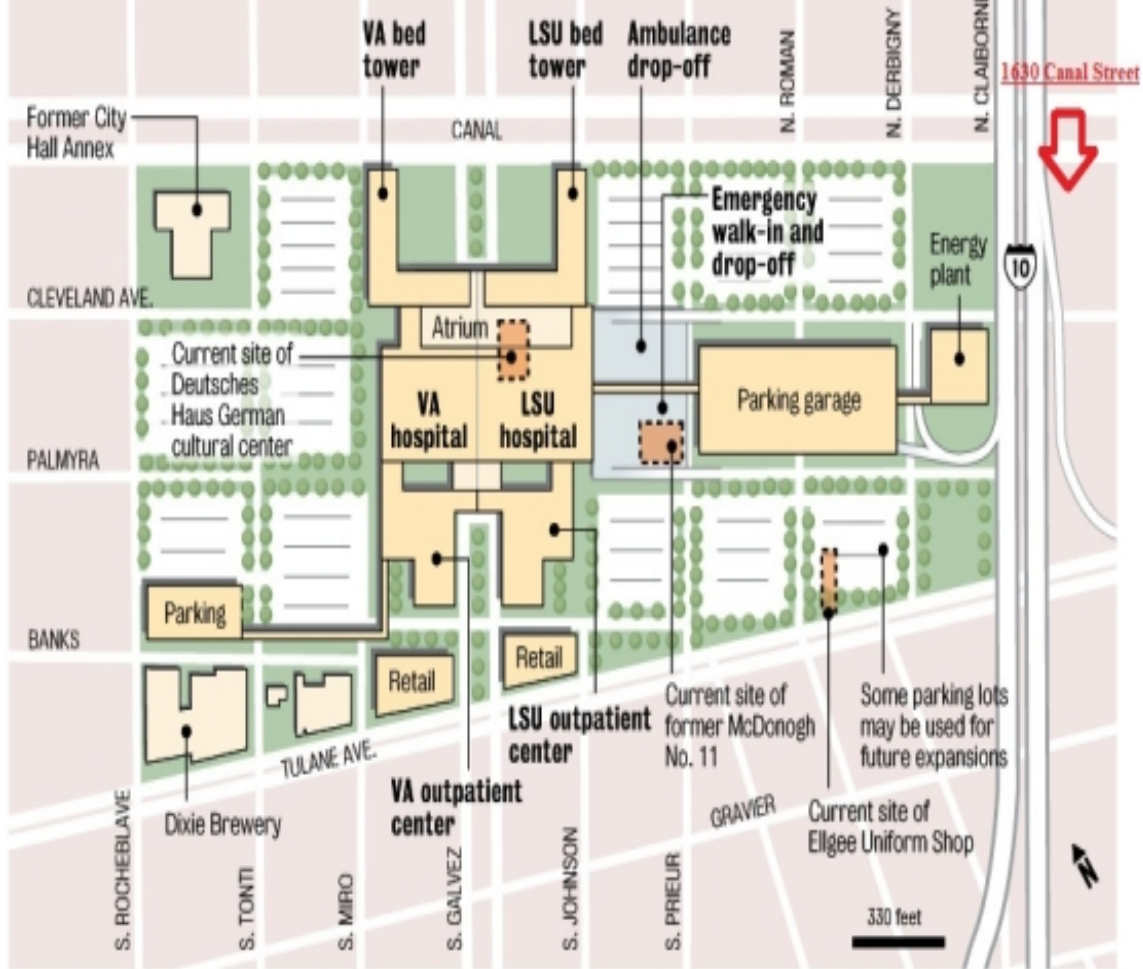 VA bed
tower
LSU bed
tower
Ambulance
drop-off
N. ROMAN
N. DERBIGNY
N. CLAIBORNE
1630 Canal Street
Former City
Hall Annex
CANAL
Emergency
walk-in and
drop-off
Energy
plant
10
CLEVELAND AVE.
Atrium
Current site of
Deutsches
Haus German
cultural center
VA
hospital
LSU
hospital
Parking garage
PALMYRA
Parking
BANKS
Retail
Retail
LSU outpatient
center
Current site of
former McDonogh
No. 11
Some parking lots
may be used for
future expansions
TULANE AVE.
VA outpatient
center
Dixie Brewery
GRAVIER
Current site of
Ellgee Uniform Shop
S. ROCHEBLAVE
S. TONTI
S. MIRO
S. GALVEZ
S. JOHNSON
S. PRIEUR
N
330 feet